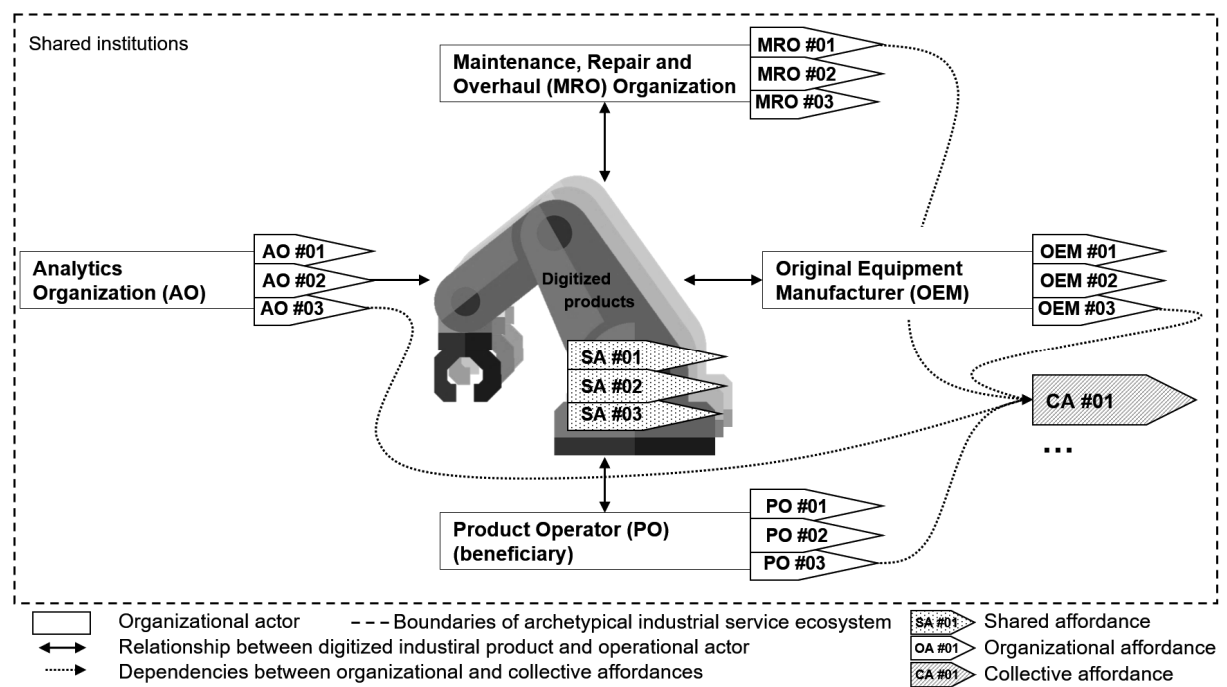 Shared institutions
Maintenance, Repair and
Overhaul (MRO) Organization
MRO #01
MRO #02
MRO #03
Analytics
Organization (AO)
AO #01
AO #02
AO #03
Digitized
products
SA #01
SA #02
SA #03
Original Equipment
Manufacturer (OEM)
OEM #01
OEM #02
OEM #03
CA #01
...
Product Operator (PO)
(beneficiary)
PO #01
PO #02
PO #03
Organizational actor
Boundaries of archetypical industrial service ecosystem
Relationship between digitized industiral product and operational actor
Dependencies between organizational and collective affordances
SA #01 Shared affordance
OA #01 Organizational affordance
CA #01 Collective affordance